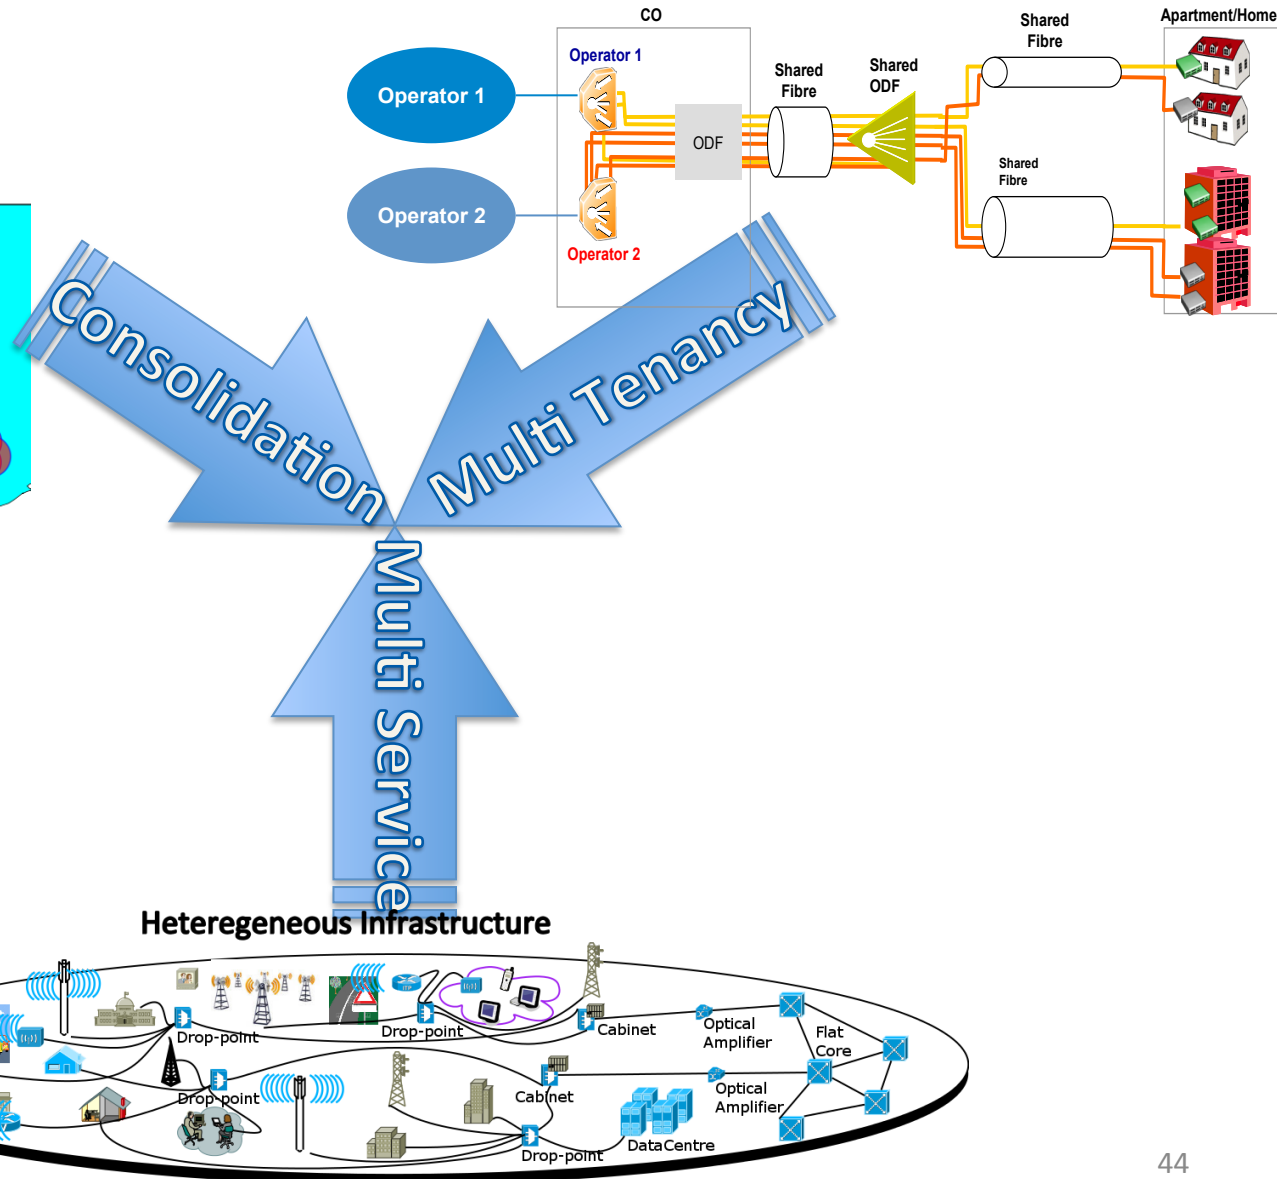 CO
Shared
Fibre
Apartment/Home
Operator 1
Shared
Fibre
Shared
ODF
Operator 1
ODF
Operator 2
Operator 2
Shared
Fibre
Consolidation
Multi Tenancy
Multi Service
Heteregeneous Infrastructure
Drop-point
Drop-point
Cabinet
Optical
Amplifier
Flat
Core
Drop-point
Cabinet
Optical
Amplifier
Drop-point
DataCentre
44